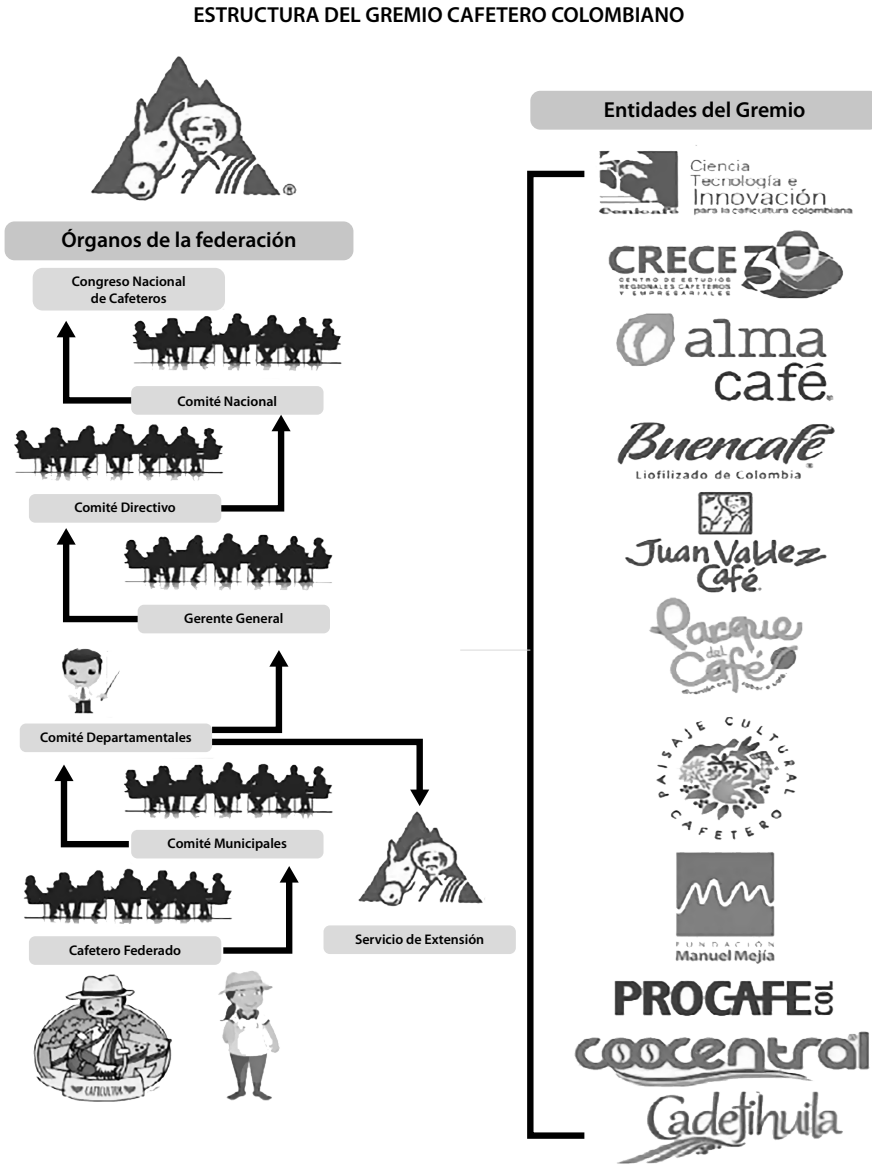 ESTRUCTURA DEL GREMIO CAFETERO COLOMBIANO
®
Órganos de la federación
Congreso Nacional
de Cafeteros
Comité Nacional
Comité Directivo
Gerente General
Comité Departamentales
Comité Municipales
Cafetero Federado
CAFICULTOR
Servicio de Extensión
Entidades del Gremio
Cenicafé
Ciencia
Tecnología e
Innovación
para la caficultura colombiana
CRECE 30
CENTRO DE ESTUDIOS
REGIONALES CAFETEROS
Y EMPRESARIALES
alma
café®
Buencafé®
Liofilizado de Colombia
Juan Valdez
Café
Parque
del
Café
PAISAJE CULTURAL
CAFETERO
FUNDACIÓN
Manuel Mejía
PROCAFECOL
coocentral
Cadefihuila